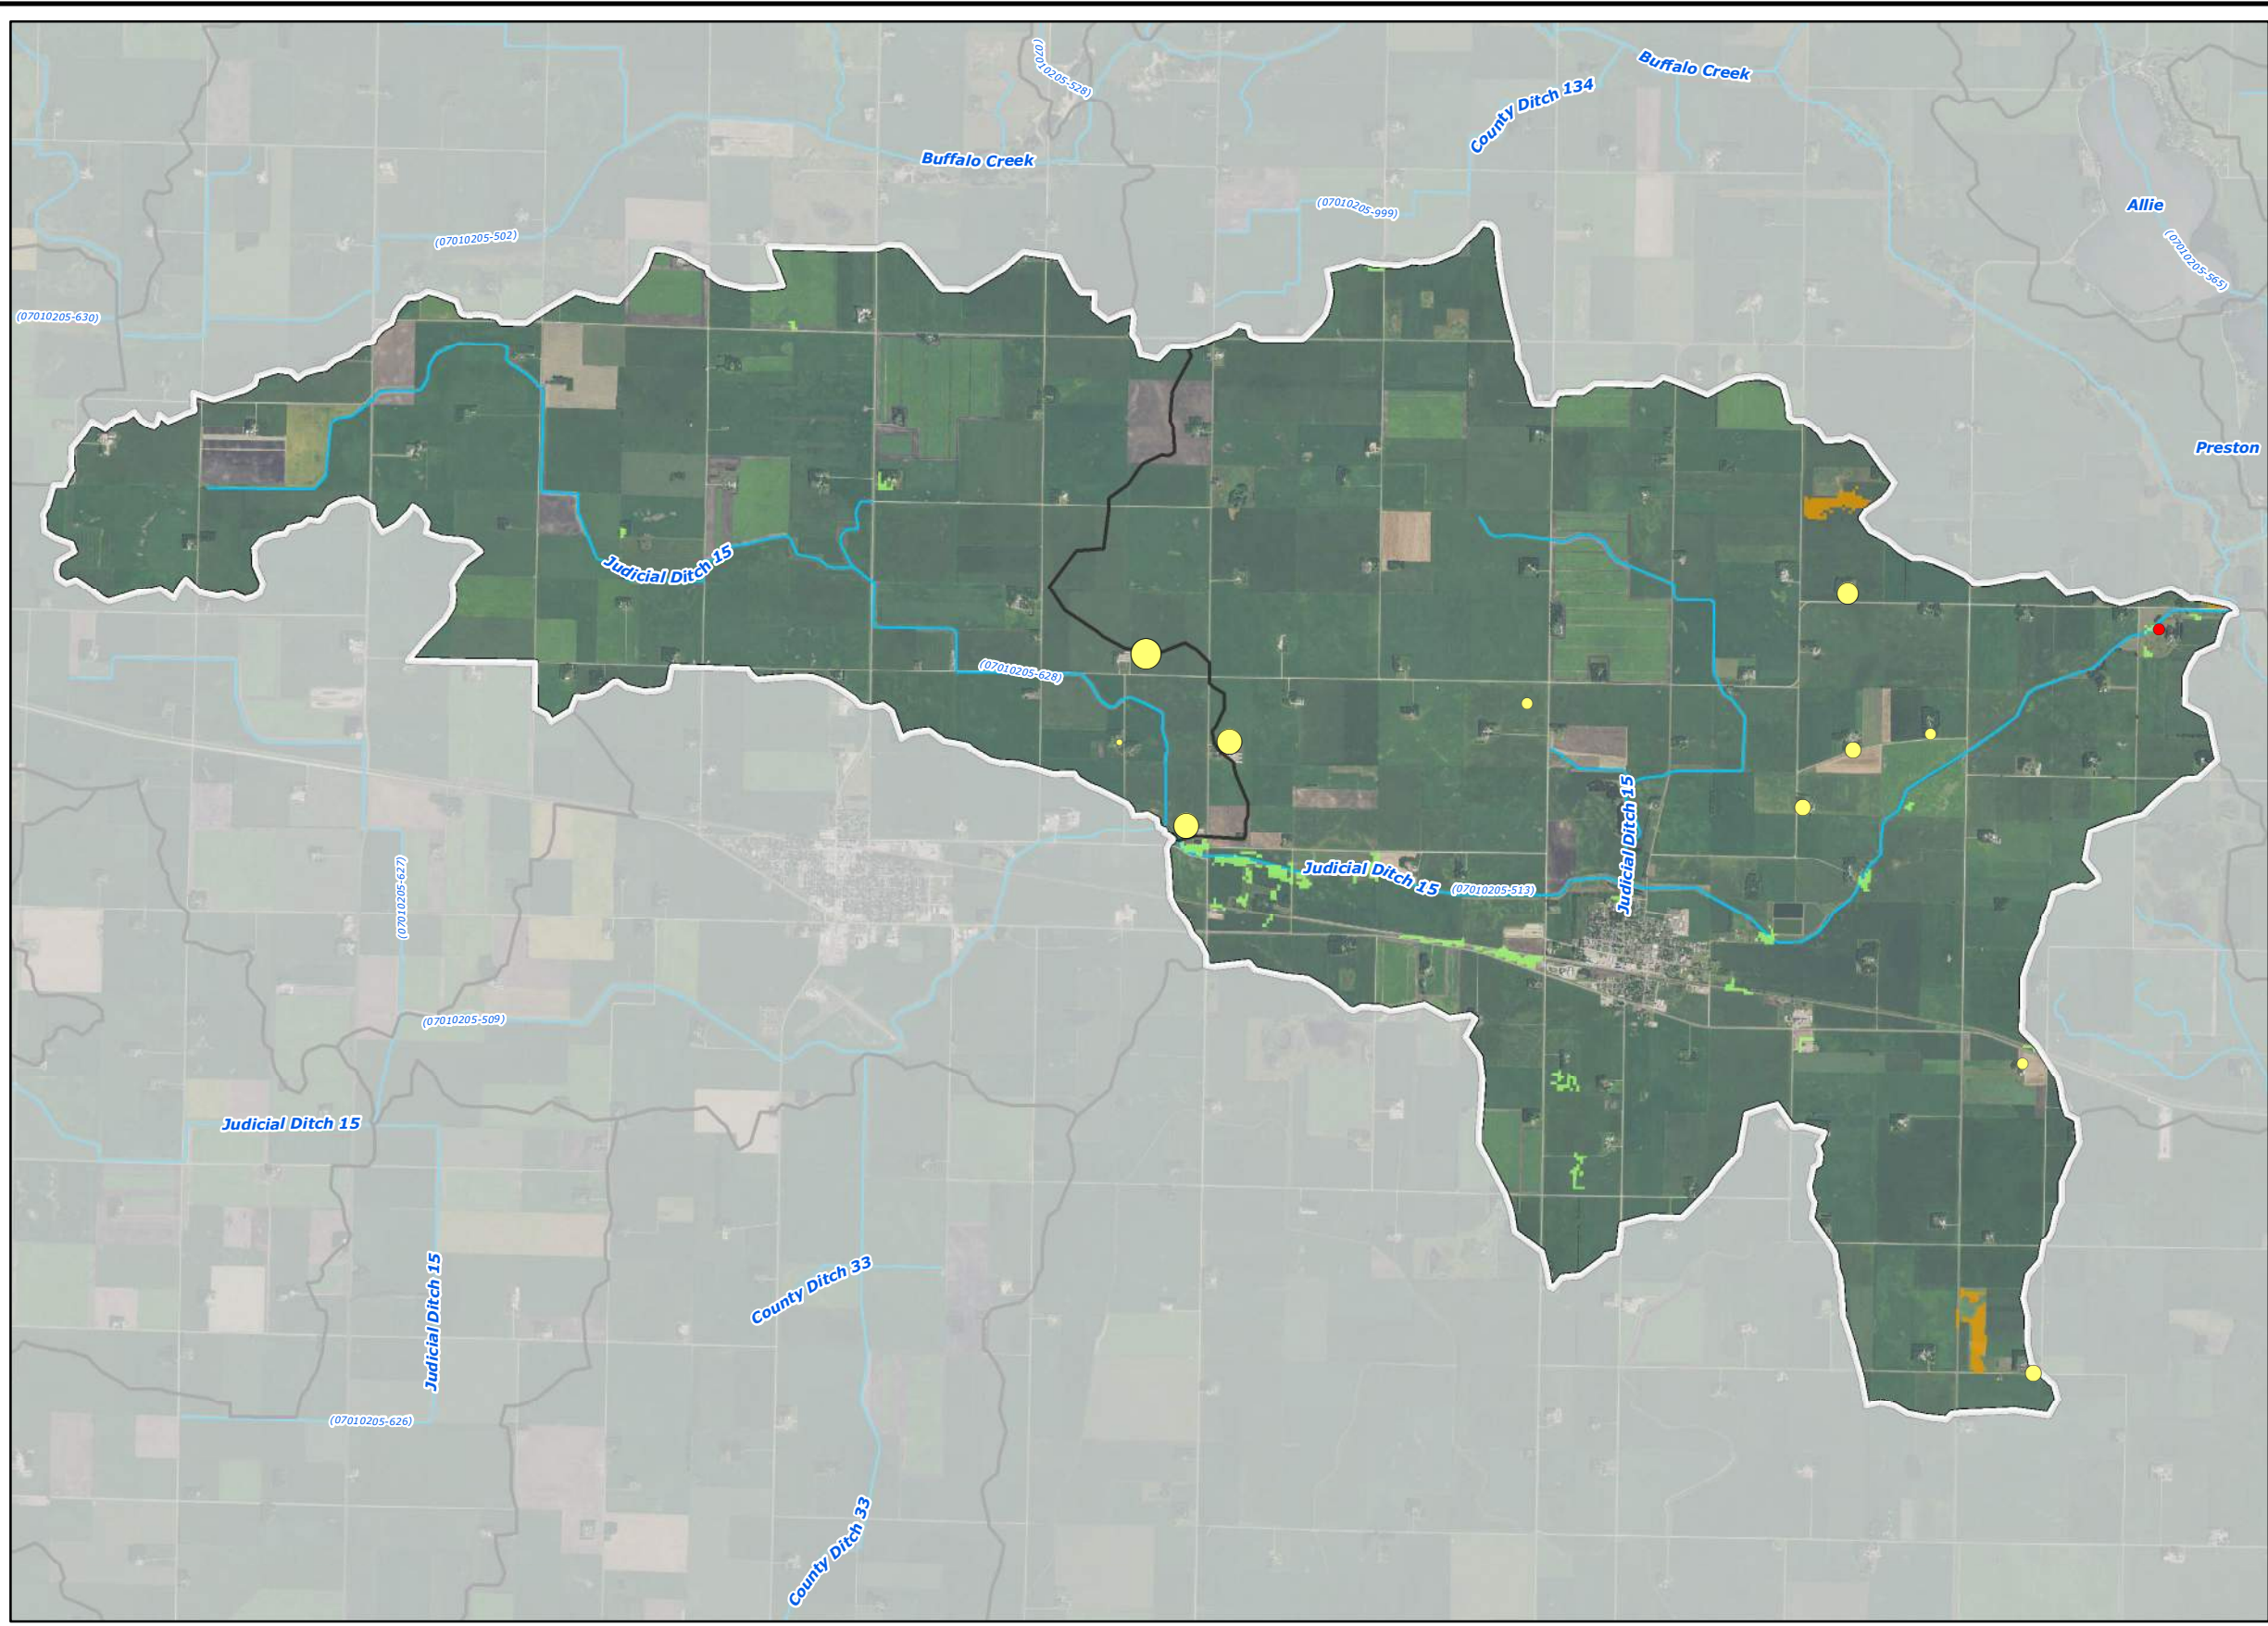 (07010205-528)
Buffalo Creek
County Ditch 134
Buffalo Creek
(07010205-999)
Allie
(07010205-502)
(07010205-565)
(07010205-630)
Preston
Judicial Ditch 15
(07010205-628)
Judicial Ditch 15
Judicial Ditch 15
(07010205-513)
(07010205-627)
(07010205-509)
Judicial Ditch 15
Judicial Ditch 15
County Ditch 33
(07010205-626)
County Ditch 33